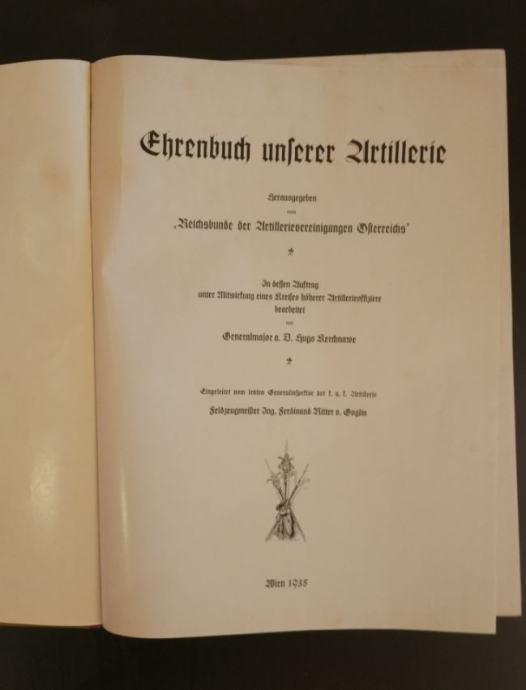 Ehrenbuch unserer Artillerie
Herausgegeben
vom
„Reichsbunde der Artillerievereinigungen Österreichs"
In dessen Auftrag
unter Mitwirkung eines Kreises höherer Artillerieoffiziere
bearbeitet
von
Generalmajor a. D. Hugo Kerchnawe
Eingeleitet vom letzten Generalinspektor der k. u. k. Artillerie
Feldzeugmeister Ing. Ferdinand Ritter v. Goglia
Wien 1935